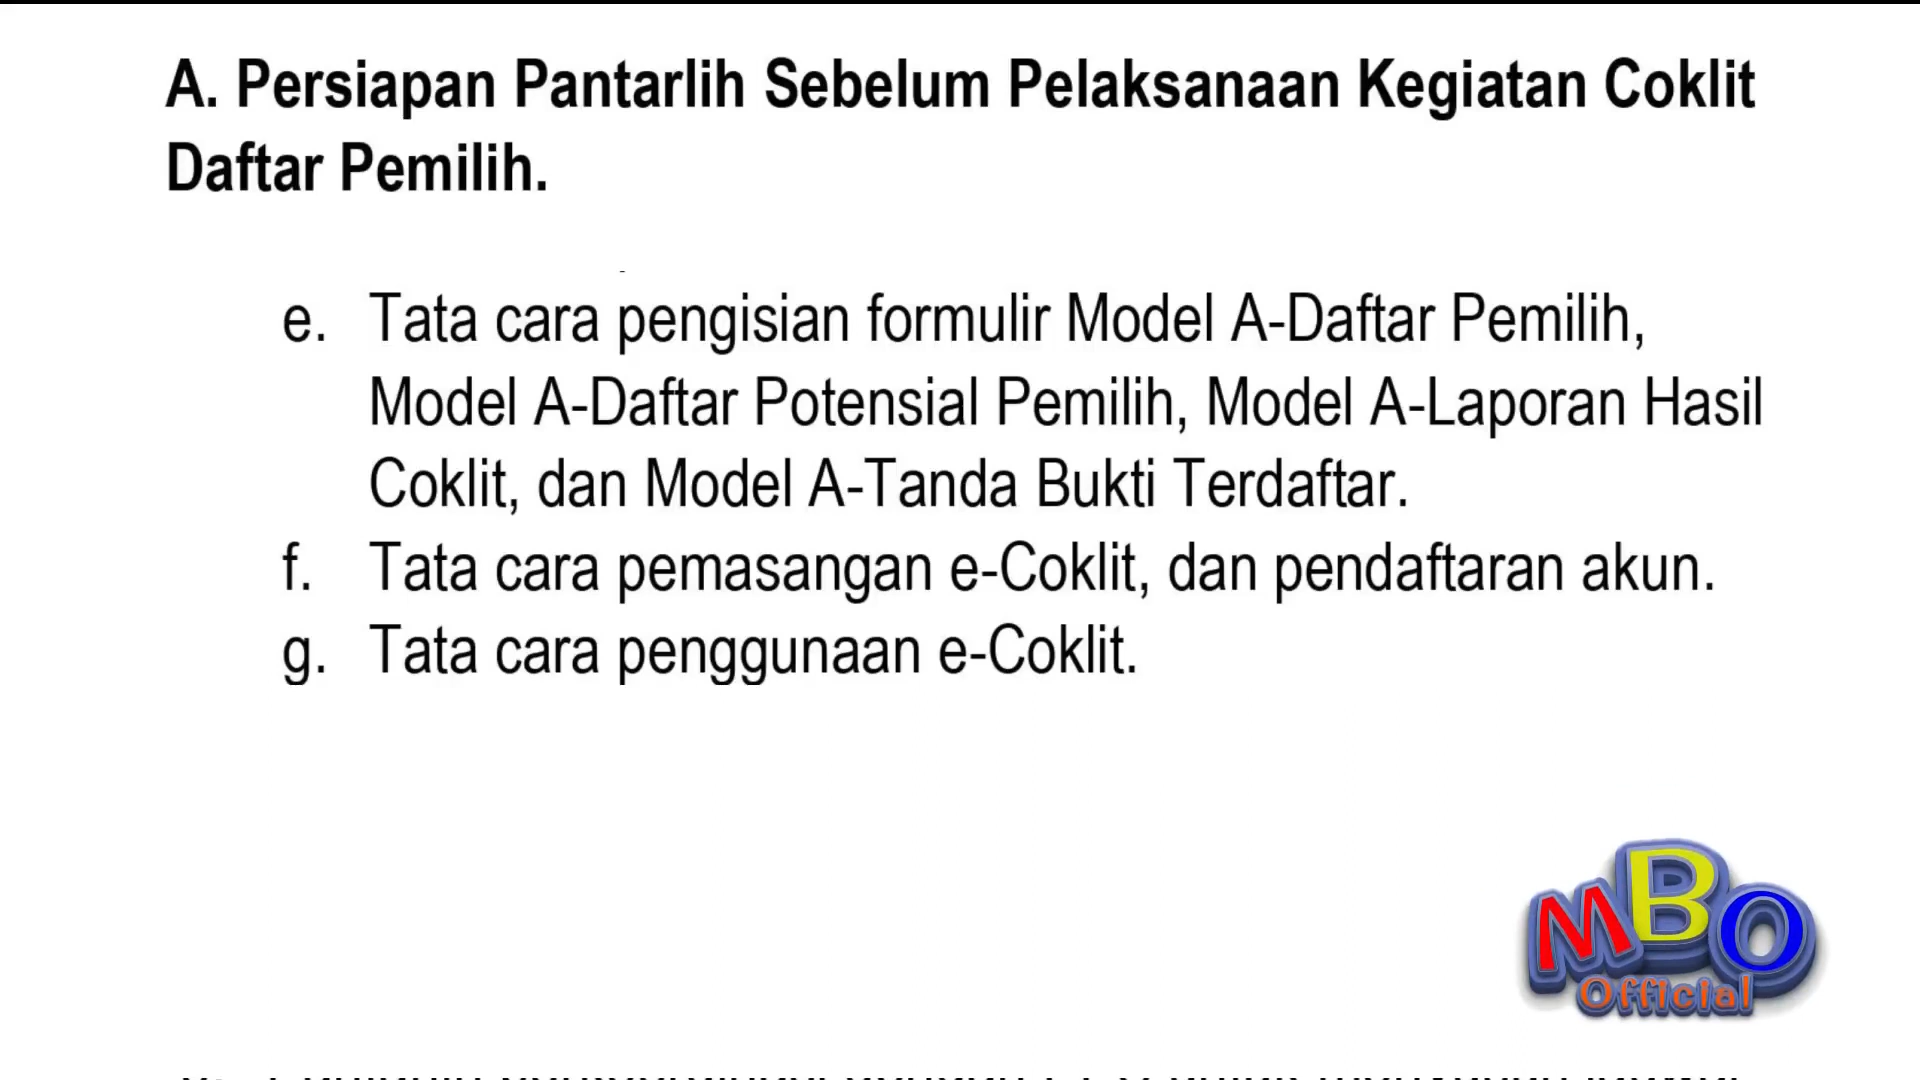 A. Persiapan Pantarlih Sebelum Pelaksanaan Kegiatan Coklit
Daftar Pemilih.
e. Tata cara pengisian formulir Model A-Daftar Pemilih,
Model A-Daftar Potensial Pemilih, Model A-Laporan Hasil
Coklit, dan Model A-Tanda Bukti Terdaftar.
f. Tata cara pemasangan e-Coklit, dan pendaftaran akun.
g. Tata cara penggunaan e-Coklit.
MBO
Official